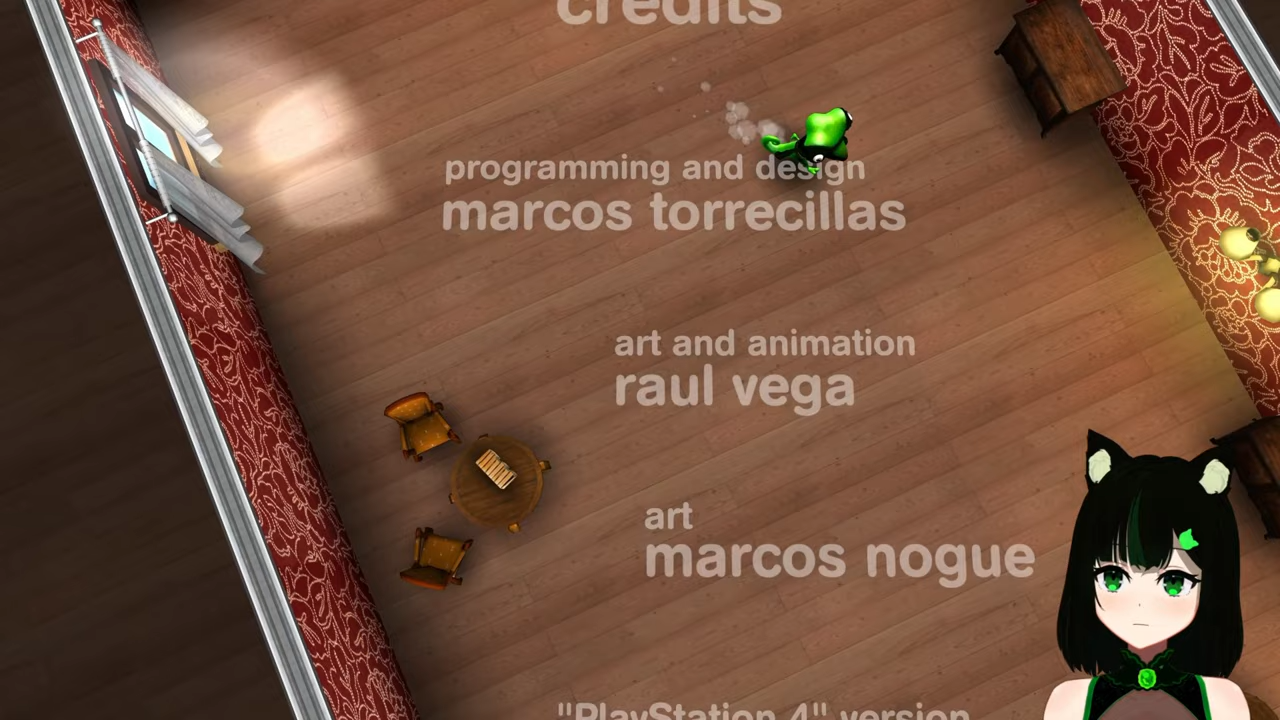 credits
programming and design
marcos torrecillas
art and animation
raul vega
art
marcos nogue
"PlayStation 4" version